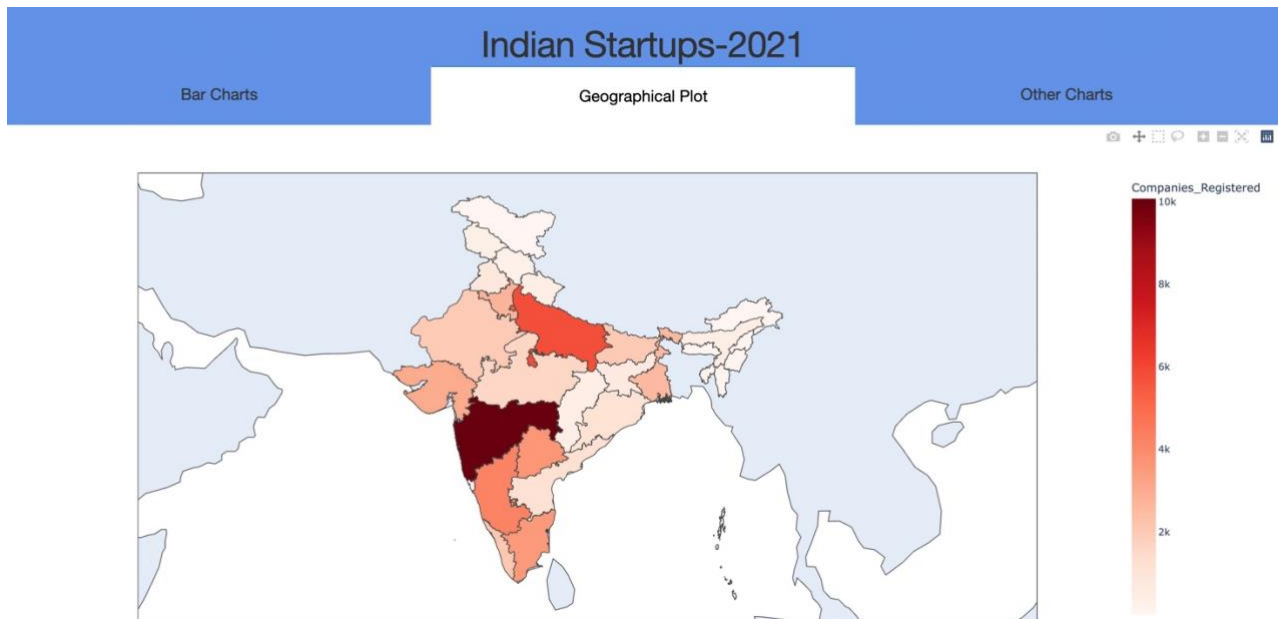 Indian Startups-2021
Bar Charts
Geographical Plot
Other Charts
Companies_Registered
10k
8k
6k
4k
2k